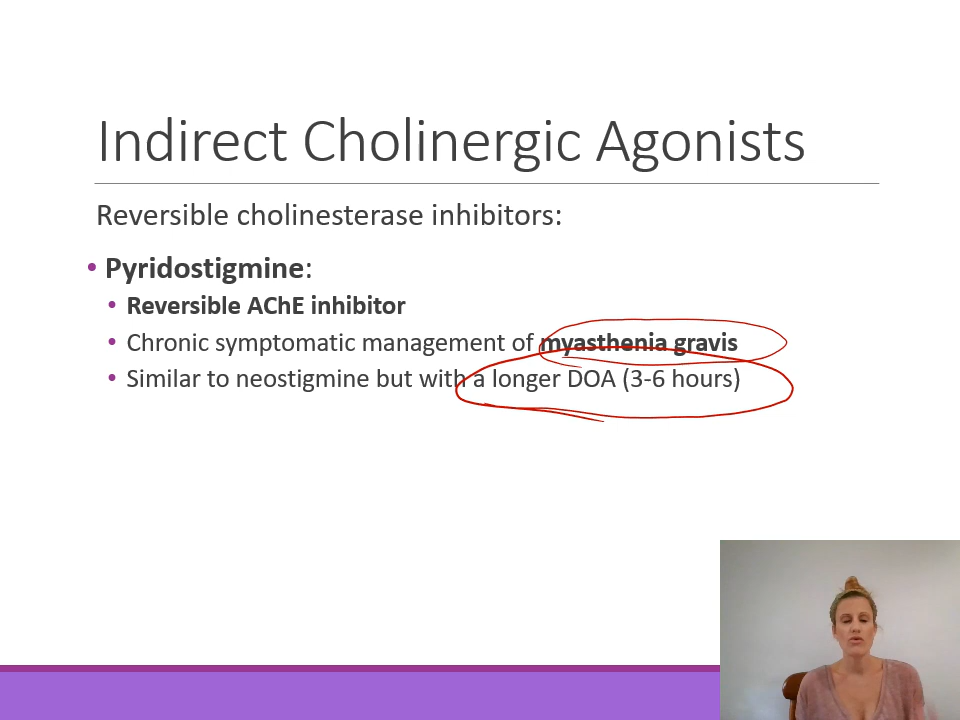 Indirect Cholinergic Agonists
Reversible cholinesterase inhibitors:
• Pyridostigmine:
• Reversible AChE inhibitor
• Chronic symptomatic management of myasthenia gravis
• Similar to neostigmine but with a longer DOA (3-6 hours)